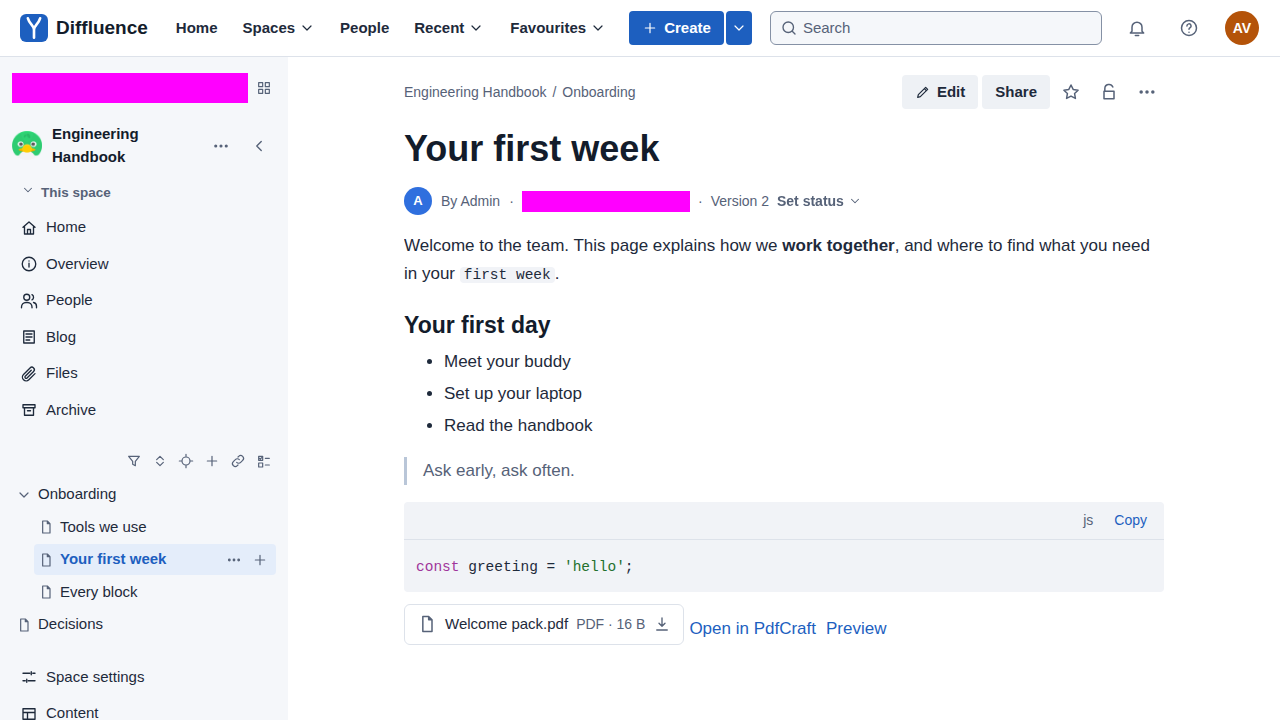 Diffluence
Home
Spaces
People
Recent
Favourites
Create
Search
AV
Engineering
Handbook
This space
Home
Overview
People
Blog
Files
Archive
Onboarding
Tools we use
Your first week
Every block
Decisions
Space settings
Content
Engineering Handbook / Onboarding
Edit
Share
Your first week
A
By Admin ·
· Version 2
Set status
Welcome to the team. This page explains how we work together, and where to find what you need
in your first week.
Your first day
• Meet your buddy
• Set up your laptop
• Read the handbook
Ask early, ask often.
js
Copy
const greeting = 'hello';
Welcome pack.pdf PDF · 16 B
Open in PdfCraft
Preview